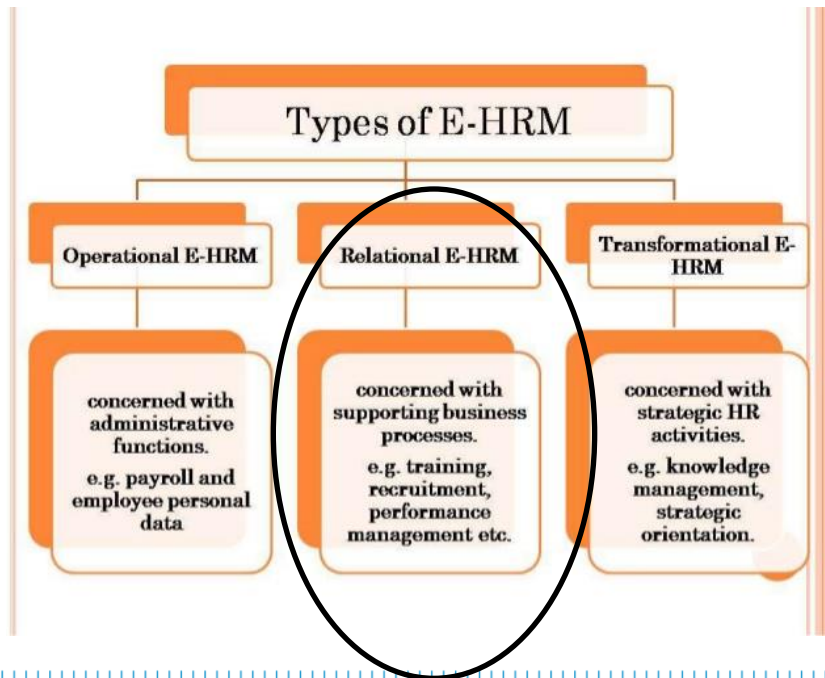 Types of E-HRM
Operational E-HRM
concerned with
administrative
functions.
e.g. payroll and
employee personal
data
Relational E-HRM
concerned with
supporting business
processes.
e.g. training,
recruitment,
performance
management etc.
Transformational E-
HRM
concerned with
strategic HR
activities.
e.g. knowledge
management,
strategic
orientation.